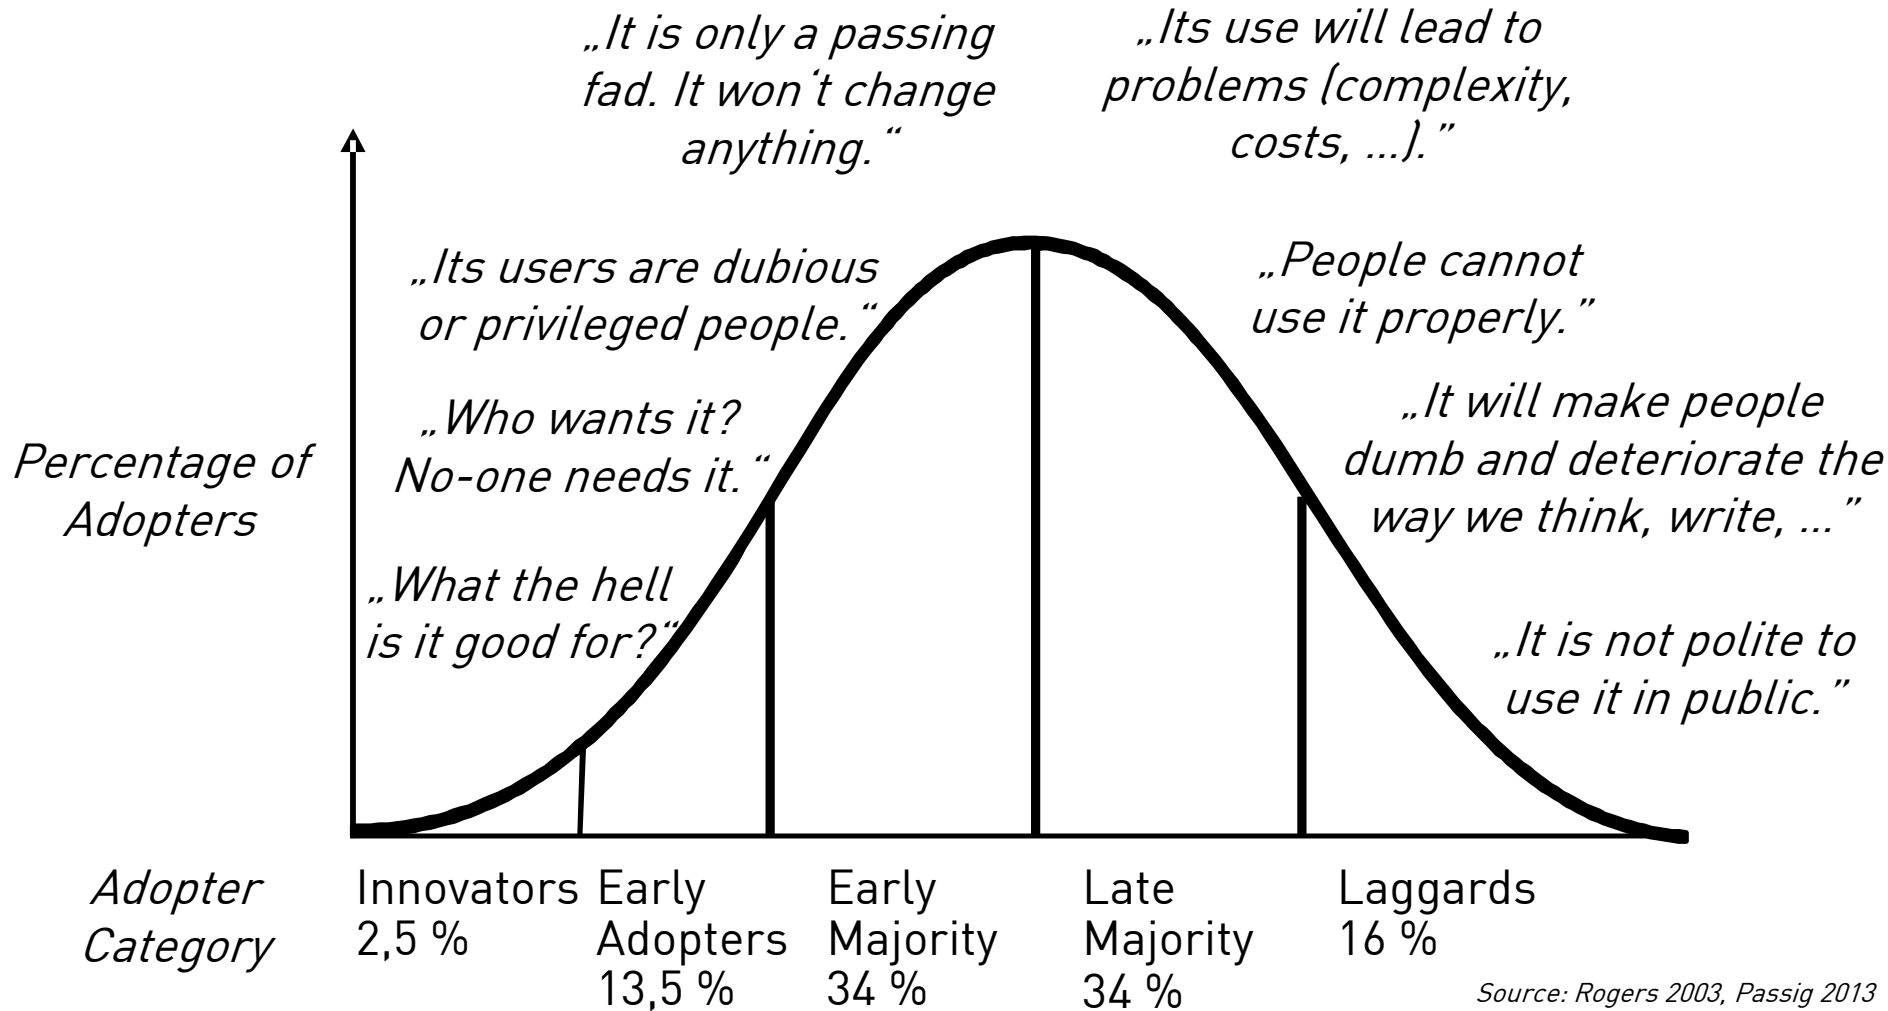 „It is only a passing
fad. It won‘t change
anything.“
„Its use will lead to
problems (complexity,
costs, ...).”
„Its users are dubious
or privileged people.“
„People cannot
use it properly.”
„Who wants it?
No-one needs it.“
„It will make people
dumb and deteriorate the
way we think, write, ...”
Percentage of
Adopters
„What the hell
is it good for?“
„It is not polite to
use it in public.”
Adopter
Category
Innovators
2,5 %
Early
Adopters
13,5 %
Early
Majority
34 %
Late
Majority
34 %
Laggards
16 %
Source: Rogers 2003, Passig 2013